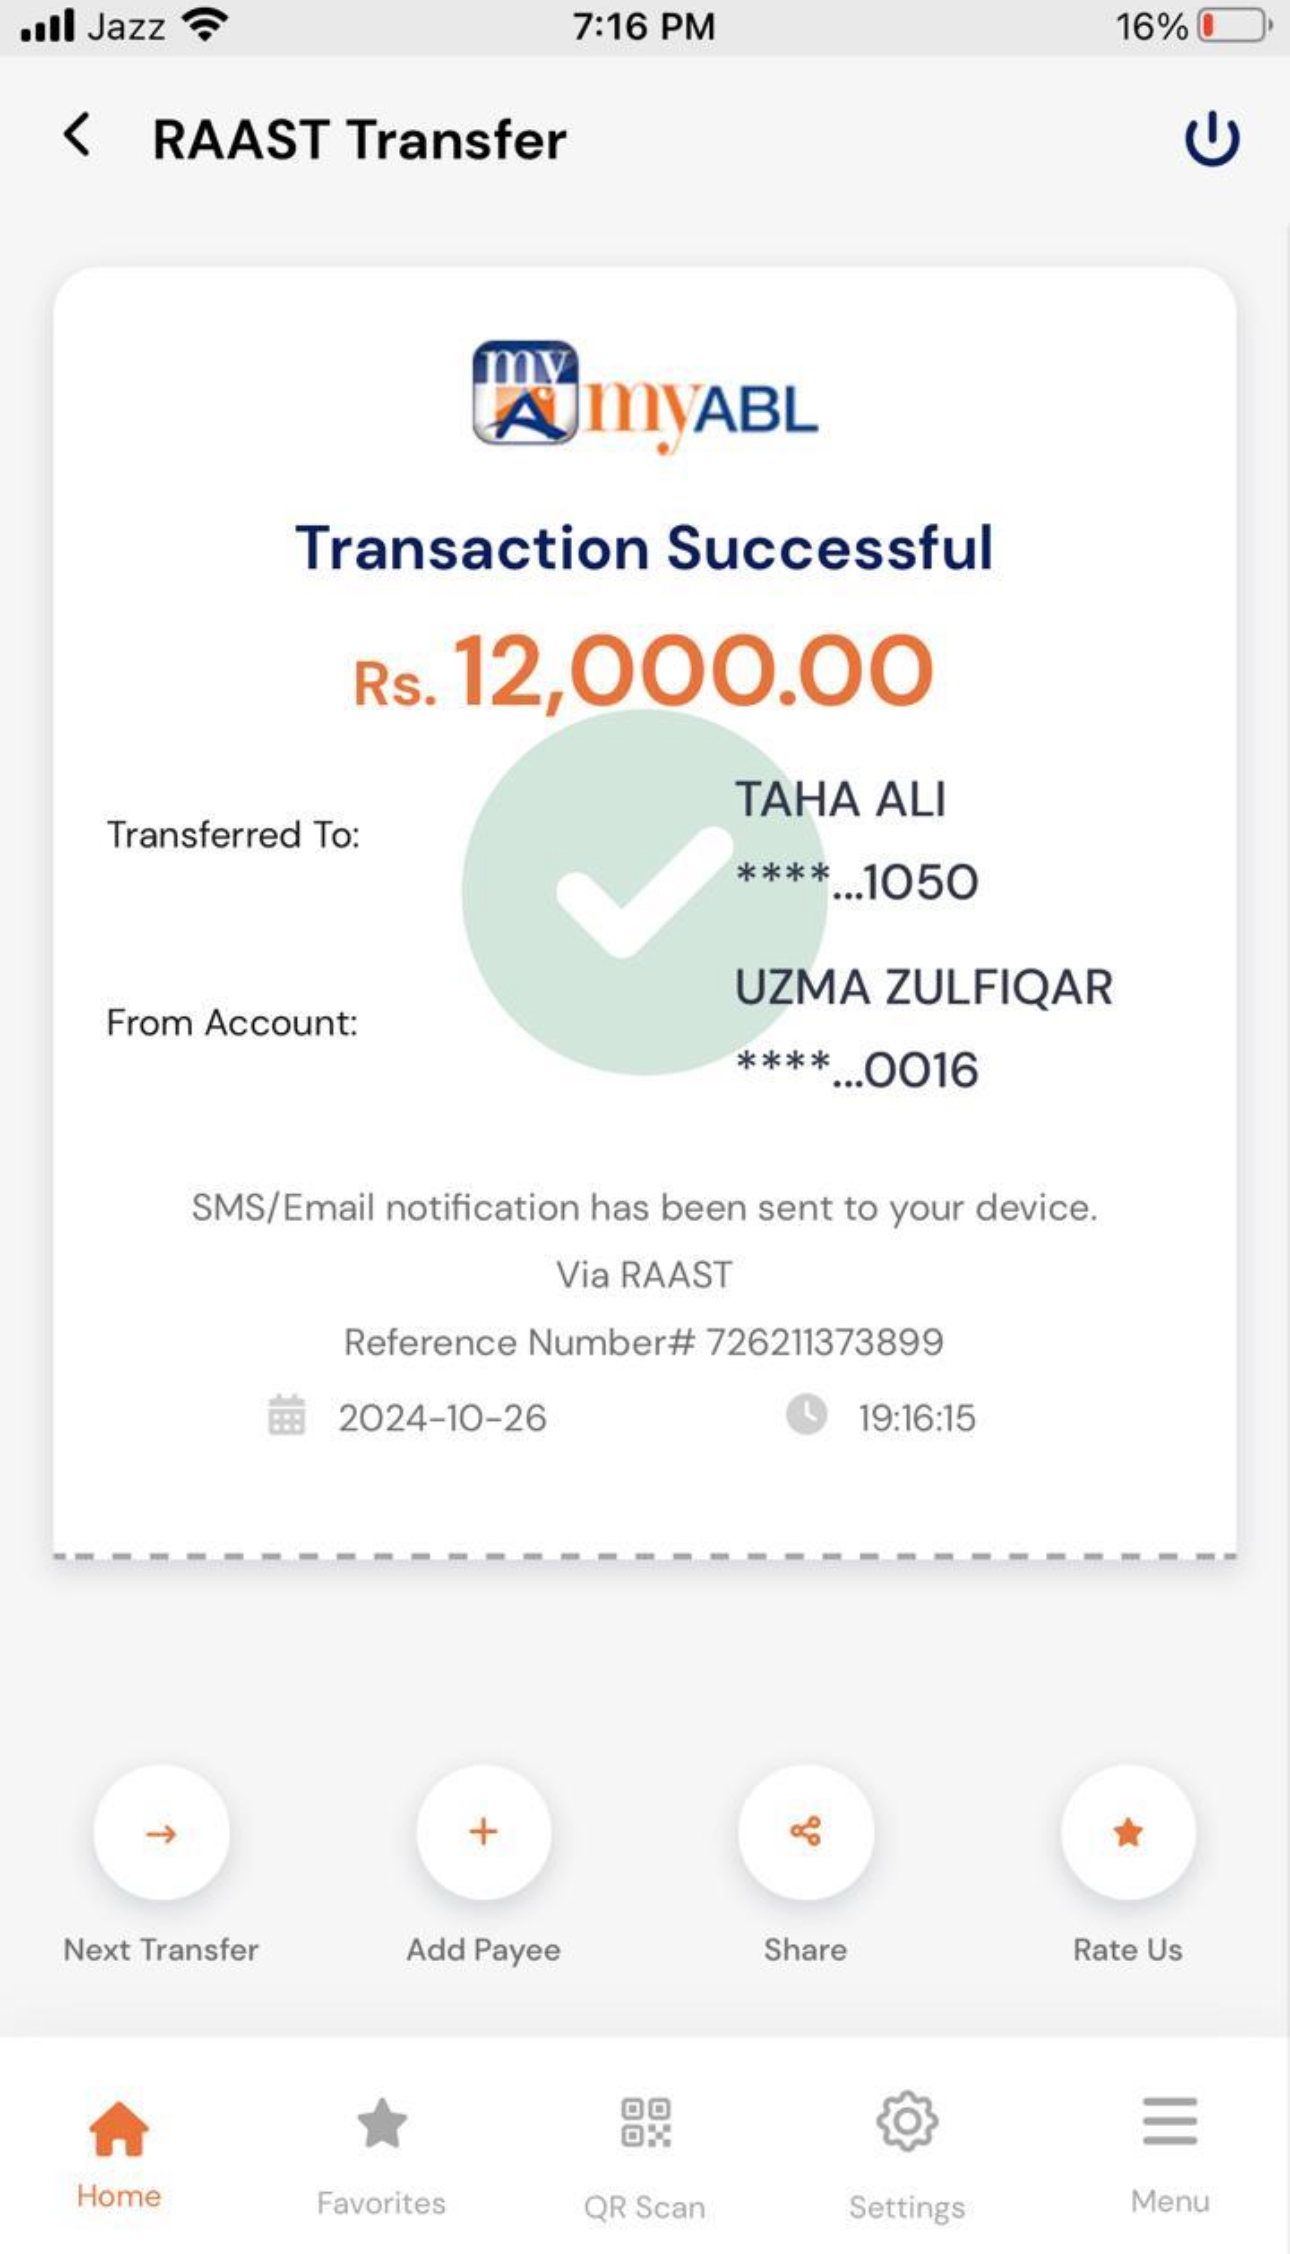 Jazz 7:16 PM 16%
RAAST Transfer
my A myABL
Transaction Successful
Rs. 12,000.00
Transferred To:
TAHA ALI
****...1050
From Account:
UZMA ZULFIQAR
****...0016
SMS/Email notification has been sent to your device.
Via RAAST
Reference Number# 726211373899
2024-10-26 19:16:15
Next Transfer Add Payee Share Rate Us
Home Favorites QR Scan Settings Menu